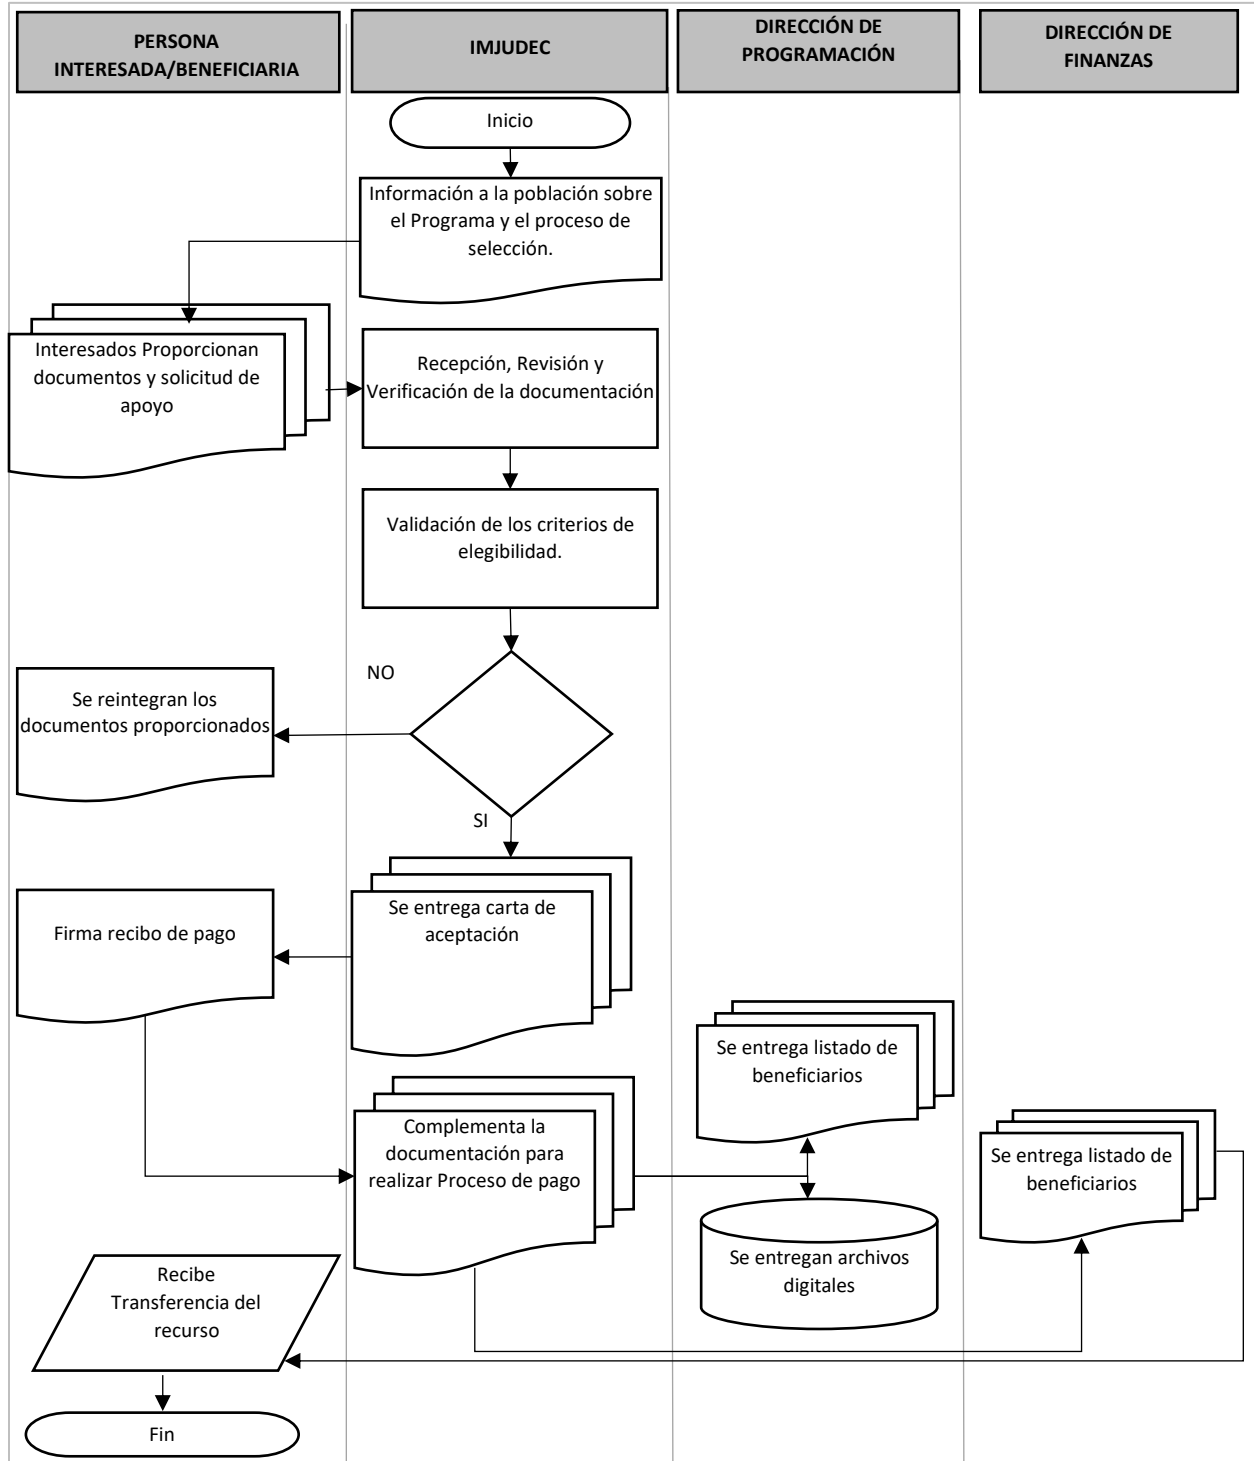 PERSONA
INTERESADA/BENEFICIARIA
IMJUDEC
DIRECCIÓN DE
PROGRAMACIÓN
DIRECCIÓN DE
FINANZAS
Inicio
Información a la población sobre
el Programa y el proceso de
selección.
Interesados Proporcionan
documentos y solicitud de
apoyo
Recepción, Revisión y
Verificación de la documentación
Validación de los criterios de
elegibilidad.
NO
Se reintegran los
documentos proporcionados
SI
Se entrega carta de
aceptación
Firma recibo de pago
Se entrega listado de
beneficiarios
Complementa la
documentación para
realizar Proceso de pago
Se entrega listado de
beneficiarios
Se entregan archivos
digitales
Recibe
Transferencia del
recurso
Fin